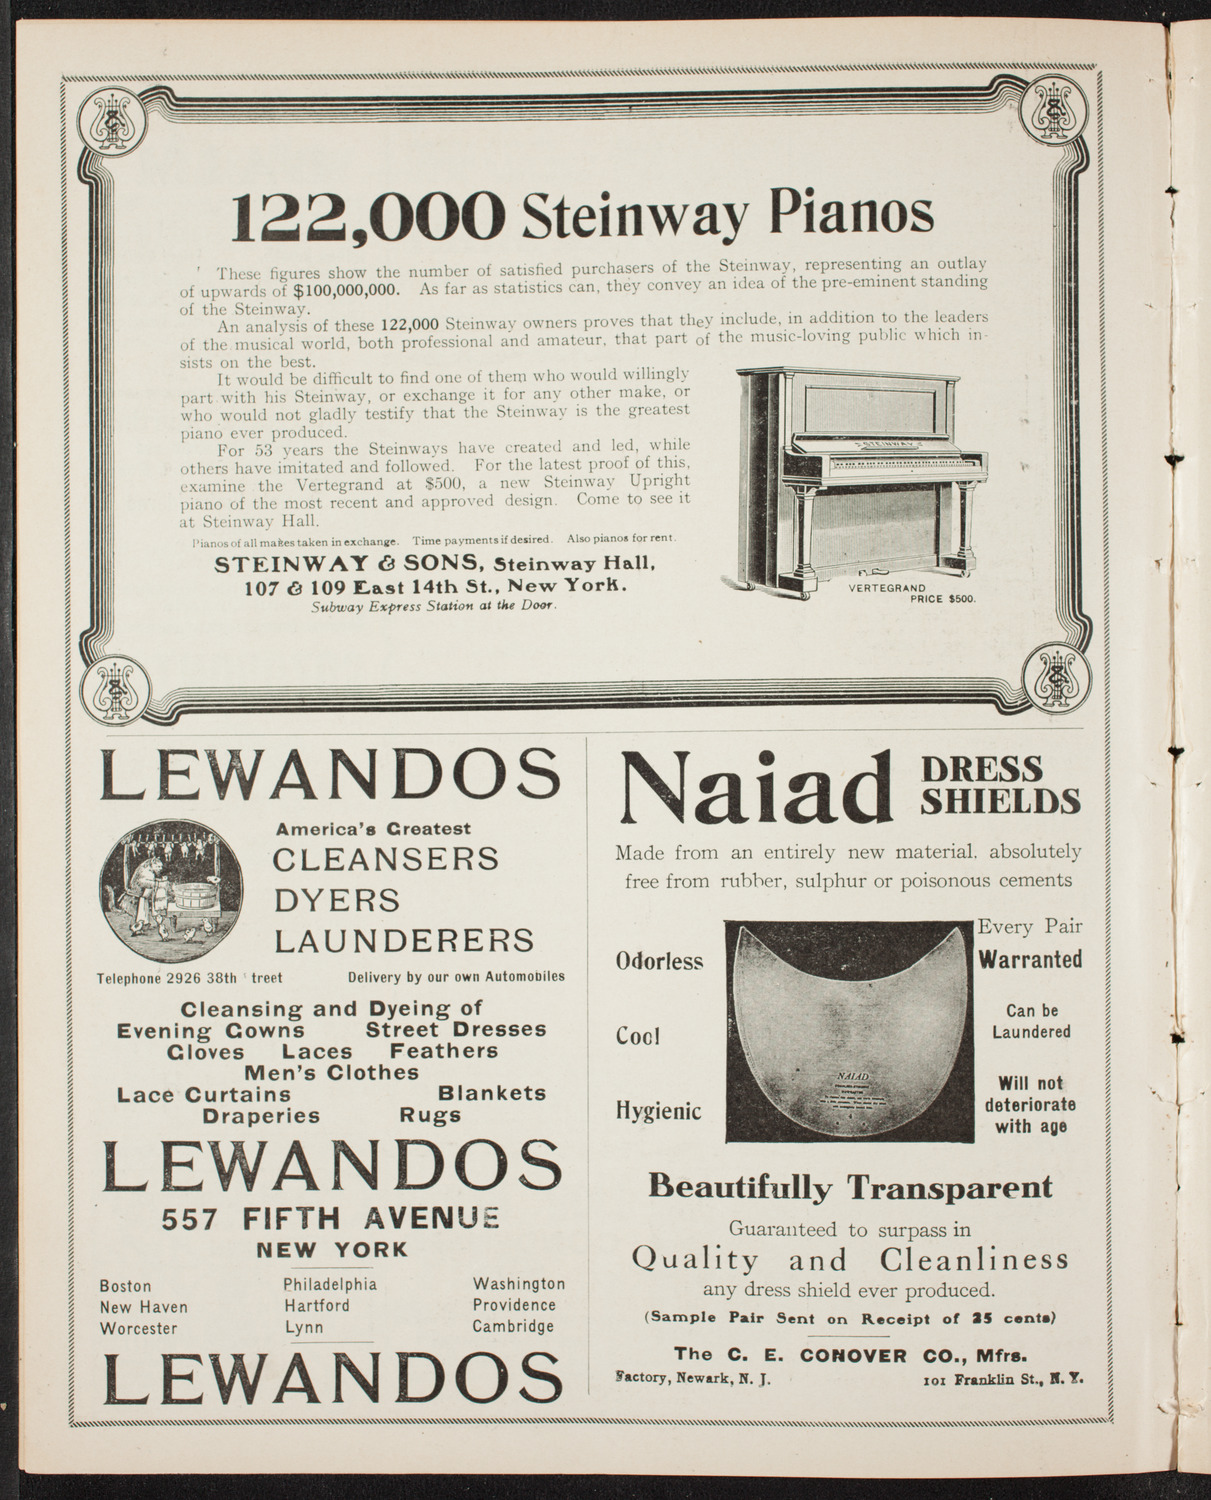 122,000 Steinway Pianos
These figures show the number of satisfied purchasers of the Steinway, representing an outlay
of upwards of $100,000,000. As far as statistics can, they convey an idea of the pre-eminent standing
of the Steinway.
An analysis of these 122,000 Steinway owners proves that they include, in addition to the leaders
of the musical world, both professional and amateur, that part of the music-loving public which in-
sists on the best.
It would be difficult to find one of them who would willingly
part with his Steinway, or exchange it for any other make, or
who would not gladly testify that the Steinway is the greatest
piano ever produced.
For 53 years the Steinways have created and led, while
others have imitated and followed. For the latest proof of this,
examine the Vertegrand at $500, a new Steinway Upright
piano of the most recent and approved design. Come to see it
at Steinway Hall.
Pianos of all makes taken in exchange. Time payments if desired. Also pianos for rent.
STEINWAY & SONS, Steinway Hall,
107 & 109 East 14th St., New York.
Subway Express Station at the Door.
STEINWAY
VERTEGRAND
PRICE $500.
LEWANDOS
America's Greatest
CLEANSERS
DYERS
LAUNDERERS
Telephone 2926 38th treet Delivery by our own Automobiles
Cleansing and Dyeing of
Evening Gowns Street Dresses
Gloves Laces Feathers
Men's Clothes
Lace Curtains Blankets
Draperies Rugs
LEWANDOS
557 FIFTH AVENUE
NEW YORK
Boston Philadelphia Washington
New Haven Hartford Providence
Worcester Lynn Cambridge
LEWANDOS
Naiad DRESS
SHIELDS
Made from an entirely new material, absolutely
free from rubber, sulphur or poisonous cements
Odorless
Cool
Hygienic
NAIAD
Every Pair
Warranted
Can be
Laundered
Will not
deteriorate
with age
Beautifully Transparent
Guaranteed to surpass in
Quality and Cleanliness
any dress shield ever produced.
(Sample Pair Sent on Receipt of 25 cents)
The C. E. CONOVER CO., Mfrs.
Factory, Newark, N. J. 101 Franklin St., N. Y.